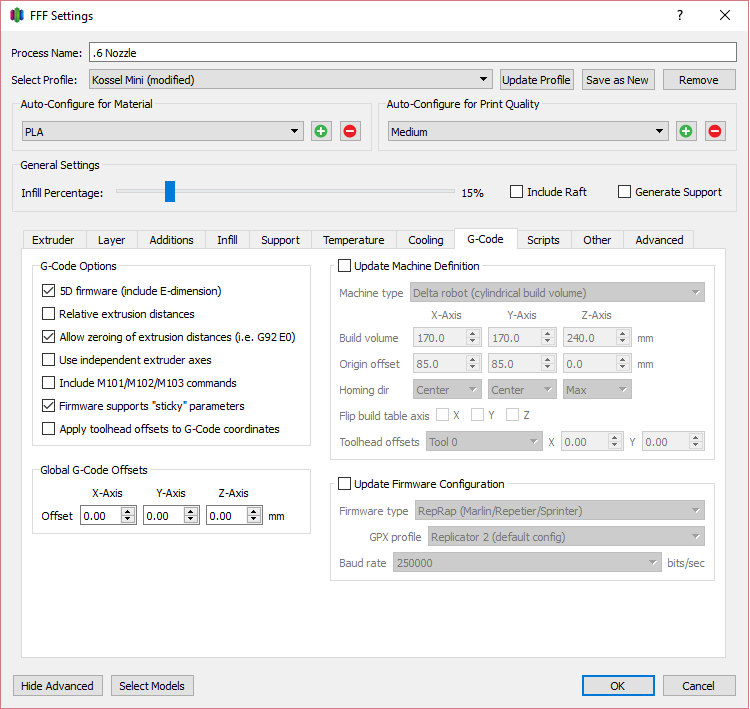 FFF Settings
Process Name: .6 Nozzle
Select Profile: Kossel Mini (modified) Update Profile Save as New Remove
Auto-Configure for Material
PLA
Auto-Configure for Print Quality
Medium
General Settings
Infill Percentage: 15% Include Raft Generate Support
Extruder Layer Additions Infill Support Temperature Cooling G-Code Scripts Other Advanced
G-Code Options
5D firmware (include E-dimension)
Relative extrusion distances
Allow zeroing of extrusion distances (i.e. G92 E0)
Use independent extruder axes
Include M101/M102/M103 commands
Firmware supports "sticky" parameters
Apply toolhead offsets to G-Code coordinates
Global G-Code Offsets
X-Axis Y-Axis Z-Axis
Offset 0.00 0.00 0.00 mm
Update Machine Definition
Machine type Delta robot (cylindrical build volume)
X-Axis Y-Axis Z-Axis
Build volume 170.0 170.0 240.0 mm
Origin offset 85.0 85.0 0.0 mm
Homing dir Center Center Max
Flip build table axis X Y Z
Toolhead offsets Tool 0 X 0.00 Y 0.00
Update Firmware Configuration
Firmware type RepRap (Marlin/Repetier/Sprinter)
GPX profile Replicator 2 (default config)
Baud rate 250000 bits/sec
Hide Advanced Select Models OK Cancel